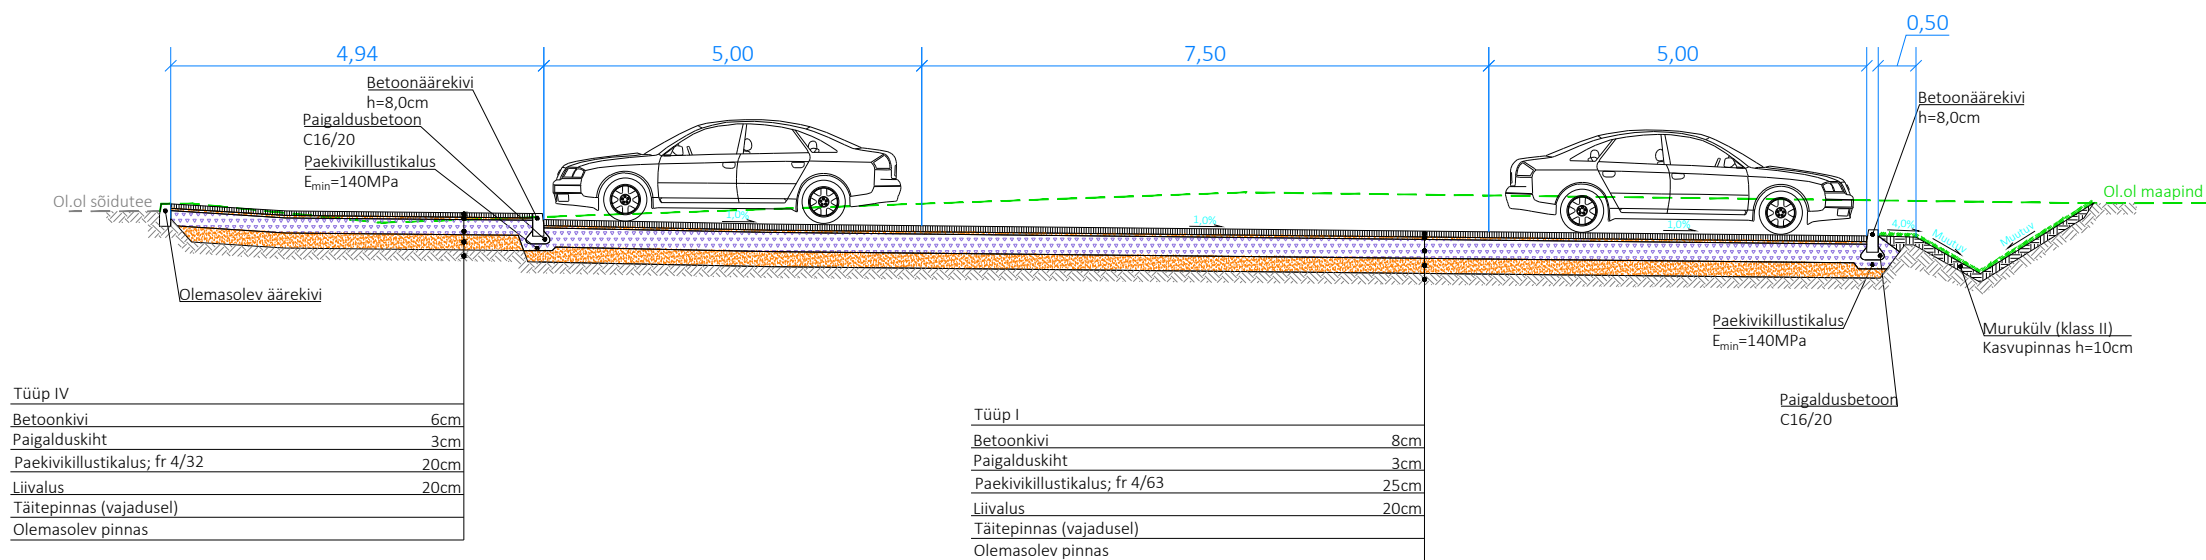 0,50
4,94
5,00
7,50
5,00
Betoonäärekivi
h=8,0cm
Paigaldusbetoon
C16/20
Paekivikillustikalus
Emin=140MPa
Betoonäärekivi
h=8,0cm
Ol.ol sõidutee
Ol.ol maapind
1,0%
1,0%
1,0%
4,0%
Muutuv
Muutuv
Olemasolev äärekivi
Paekivikillustikalus
Emin=140MPa
Murukülv (klass II)
Kasvupinnas h=10cm
Paigaldusbetoon
C16/20
Tüüp IV
Betoonkivi 6cm
Paigalduskiht 3cm
Paekivikillustikalus; fr 4/32 20cm
Liivalus 20cm
Täitepinnas (vajadusel)
Olemasolev pinnas
Tüüp I
Betoonkivi 8cm
Paigalduskiht 3cm
Paekivikillustikalus; fr 4/63 25cm
Liivalus 20cm
Täitepinnas (vajadusel)
Olemasolev pinnas